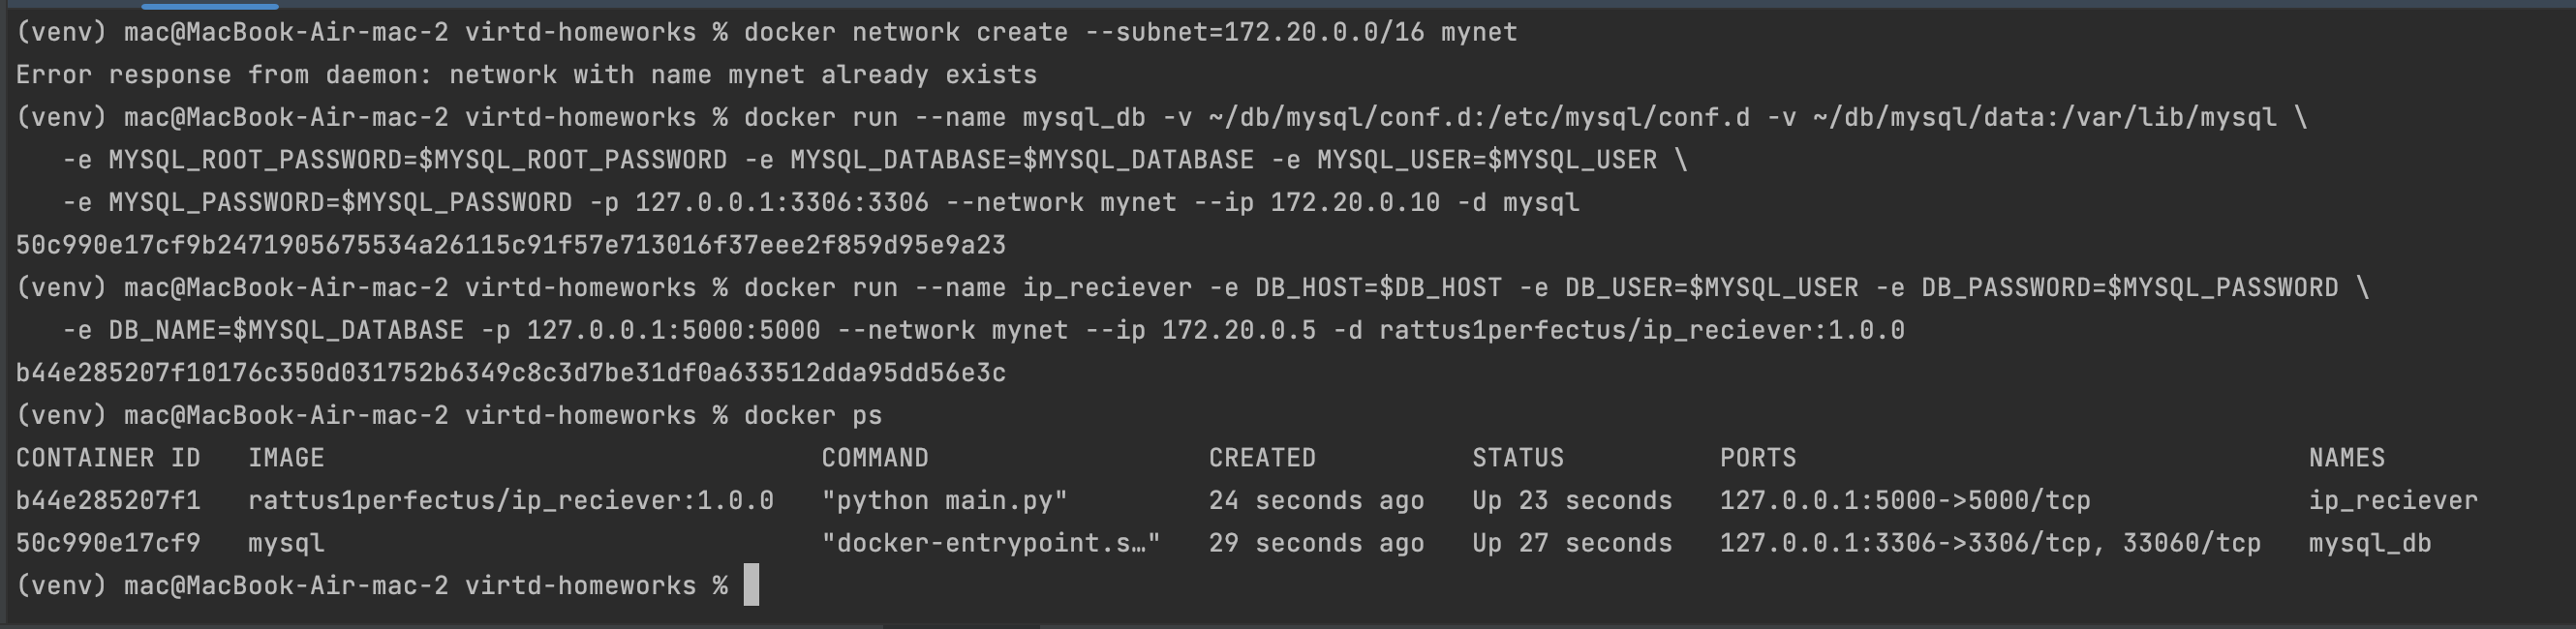 (venv) mac@MacBook-Air-mac-2 virtd-homeworks % docker network create --subnet=172.20.0.0/16 mynet
Error response from daemon: network with name mynet already exists
(venv) mac@MacBook-Air-mac-2 virtd-homeworks % docker run --name mysql_db -v ~/db/mysql/conf.d:/etc/mysql/conf.d -v ~/db/mysql/data:/var/lib/mysql \
   -e MYSQL_ROOT_PASSWORD=$MYSQL_ROOT_PASSWORD -e MYSQL_DATABASE=$MYSQL_DATABASE -e MYSQL_USER=$MYSQL_USER \
   -e MYSQL_PASSWORD=$MYSQL_PASSWORD -p 127.0.0.1:3306:3306 --network mynet --ip 172.20.0.10 -d mysql
50c990e17cf9b2471905675534a26115c91f57e713016f37eee2f859d95e9a23
(venv) mac@MacBook-Air-mac-2 virtd-homeworks % docker run --name ip_reciever -e DB_HOST=$DB_HOST -e DB_USER=$MYSQL_USER -e DB_PASSWORD=$MYSQL_PASSWORD \
   -e DB_NAME=$MYSQL_DATABASE -p 127.0.0.1:5000:5000 --network mynet --ip 172.20.0.5 -d rattus1perfectus/ip_reciever:1.0.0
b44e285207f10176c350d031752b6349c8c3d7be31df0a633512dda95dd56e3c
(venv) mac@MacBook-Air-mac-2 virtd-homeworks % docker ps
CONTAINER ID   IMAGE                                COMMAND                  CREATED          STATUS          PORTS                                 NAMES
b44e285207f1   rattus1perfectus/ip_reciever:1.0.0   "python main.py"         24 seconds ago   Up 23 seconds   127.0.0.1:5000->5000/tcp              ip_reciever
50c990e17cf9   mysql                                "docker-entrypoint.s…"   29 seconds ago   Up 27 seconds   127.0.0.1:3306->3306/tcp, 33060/tcp   mysql_db
(venv) mac@MacBook-Air-mac-2 virtd-homeworks %